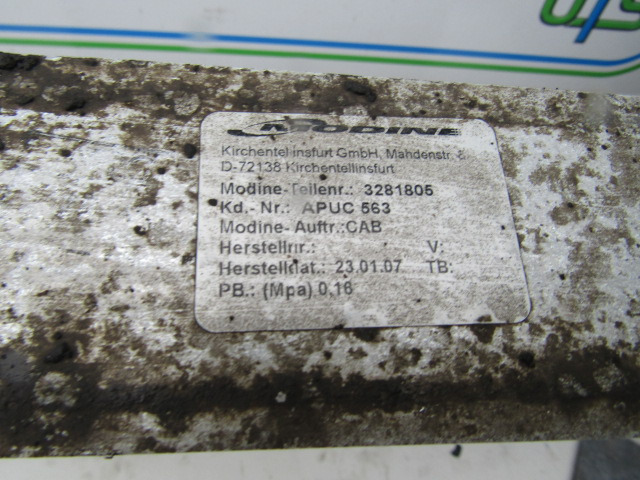 MODINE
Kirchentellinsfurt GmbH, Mahdenstr. 8
D-72138 Kirchentellinsfurt
Modine-Teilenr.: 3281805
Kd.- Nr.: APUC 563
Modine- Auftr.:CAB
Herstellnr.: V:
Herstelldat.: 23.01.07 TB:
PB.: (Mpa) 0,16